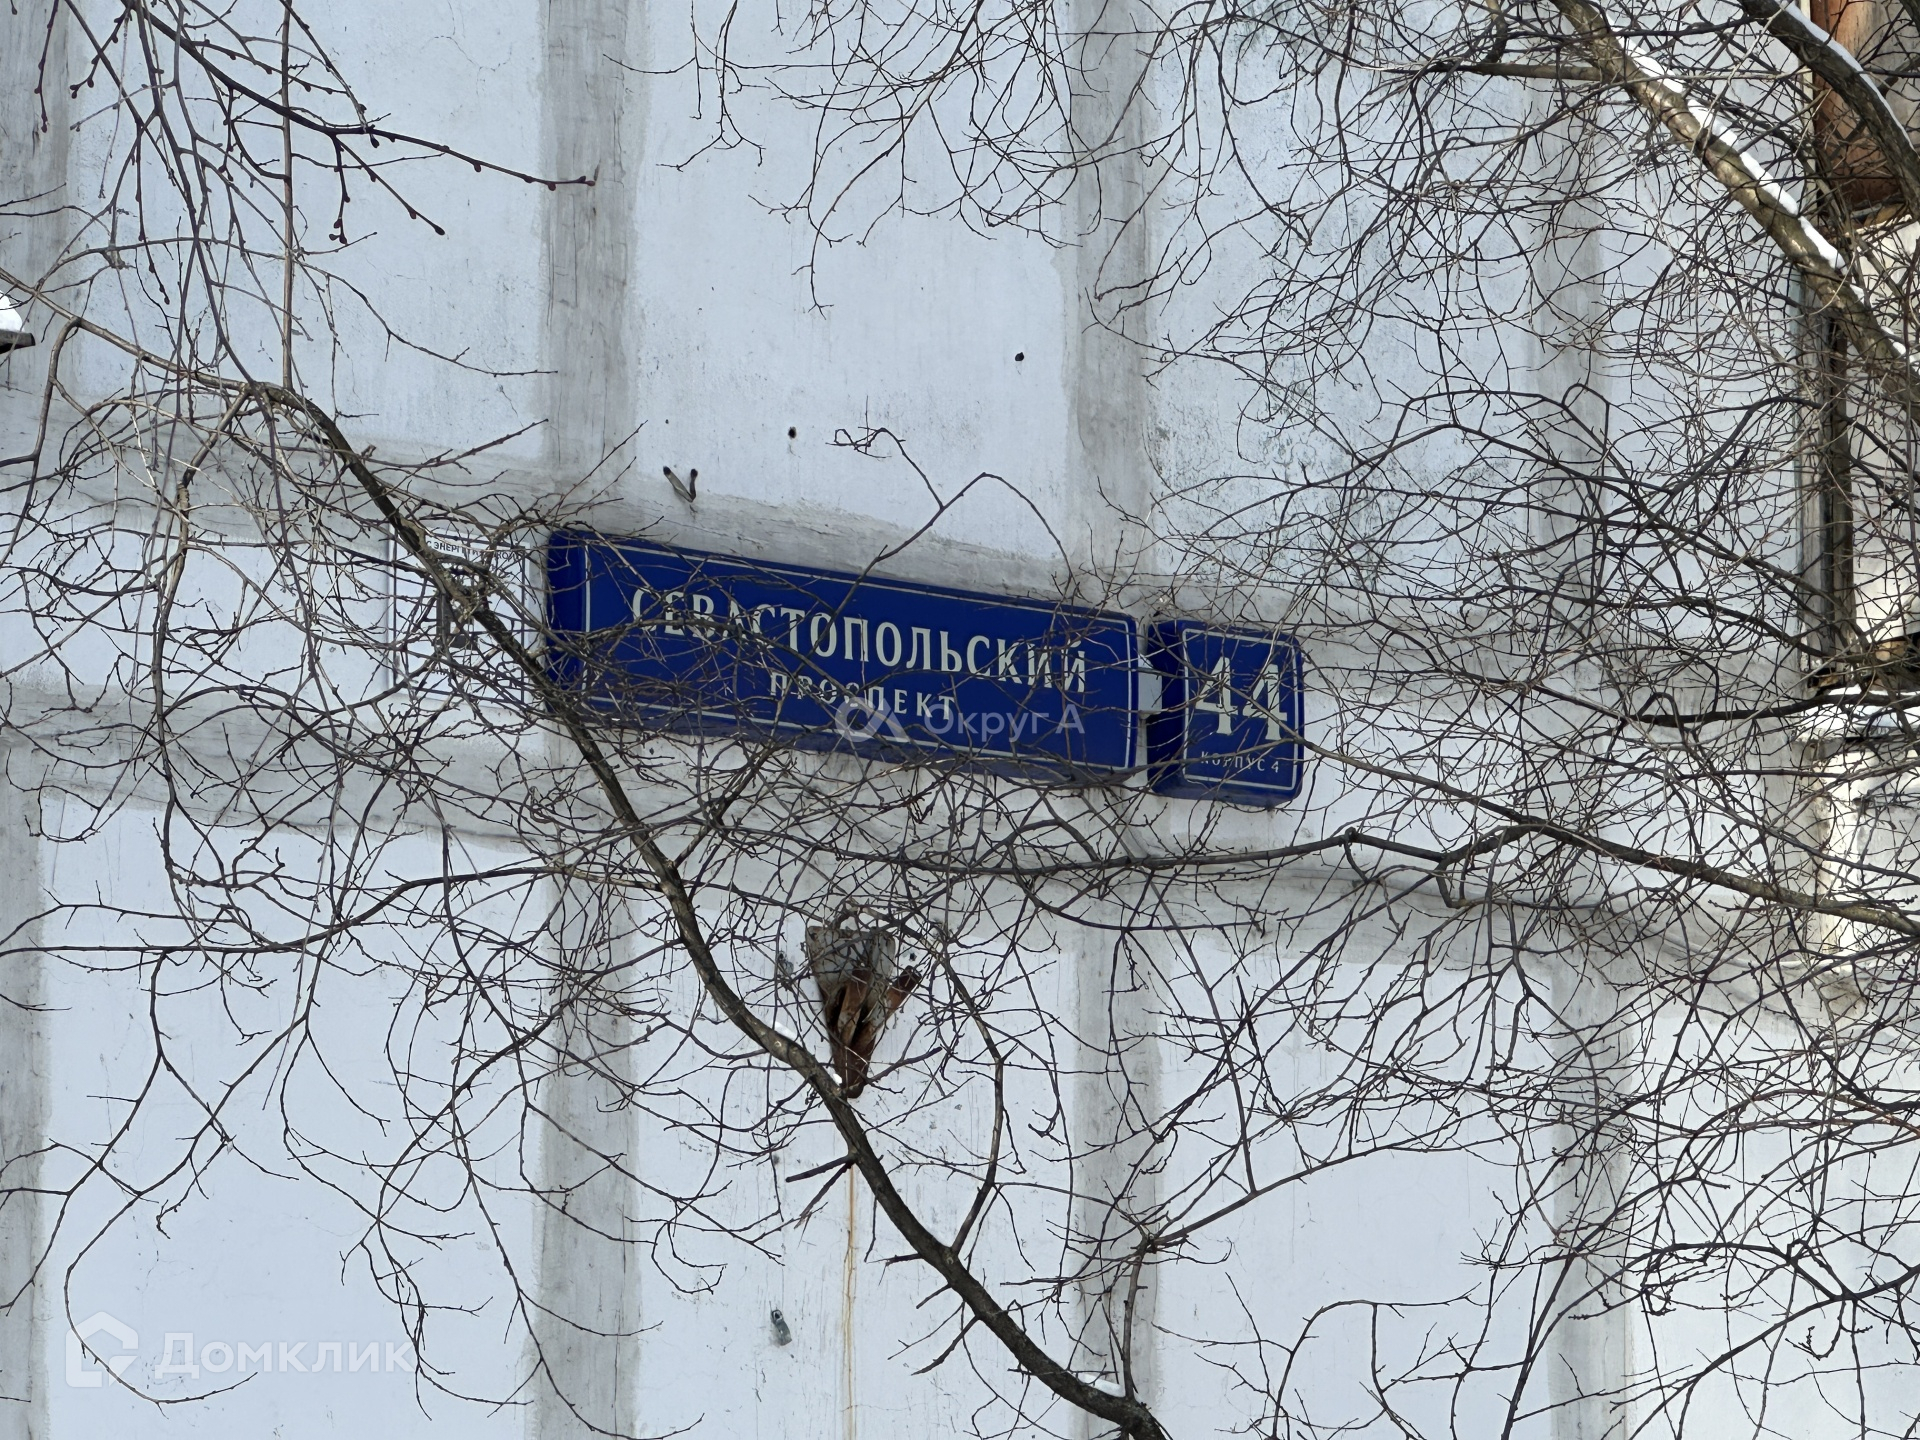 СЕВАСТОПОЛЬСКИЙ
ПРОСПЕКТ
44
КОРПУС 4
Округ А
Домклик